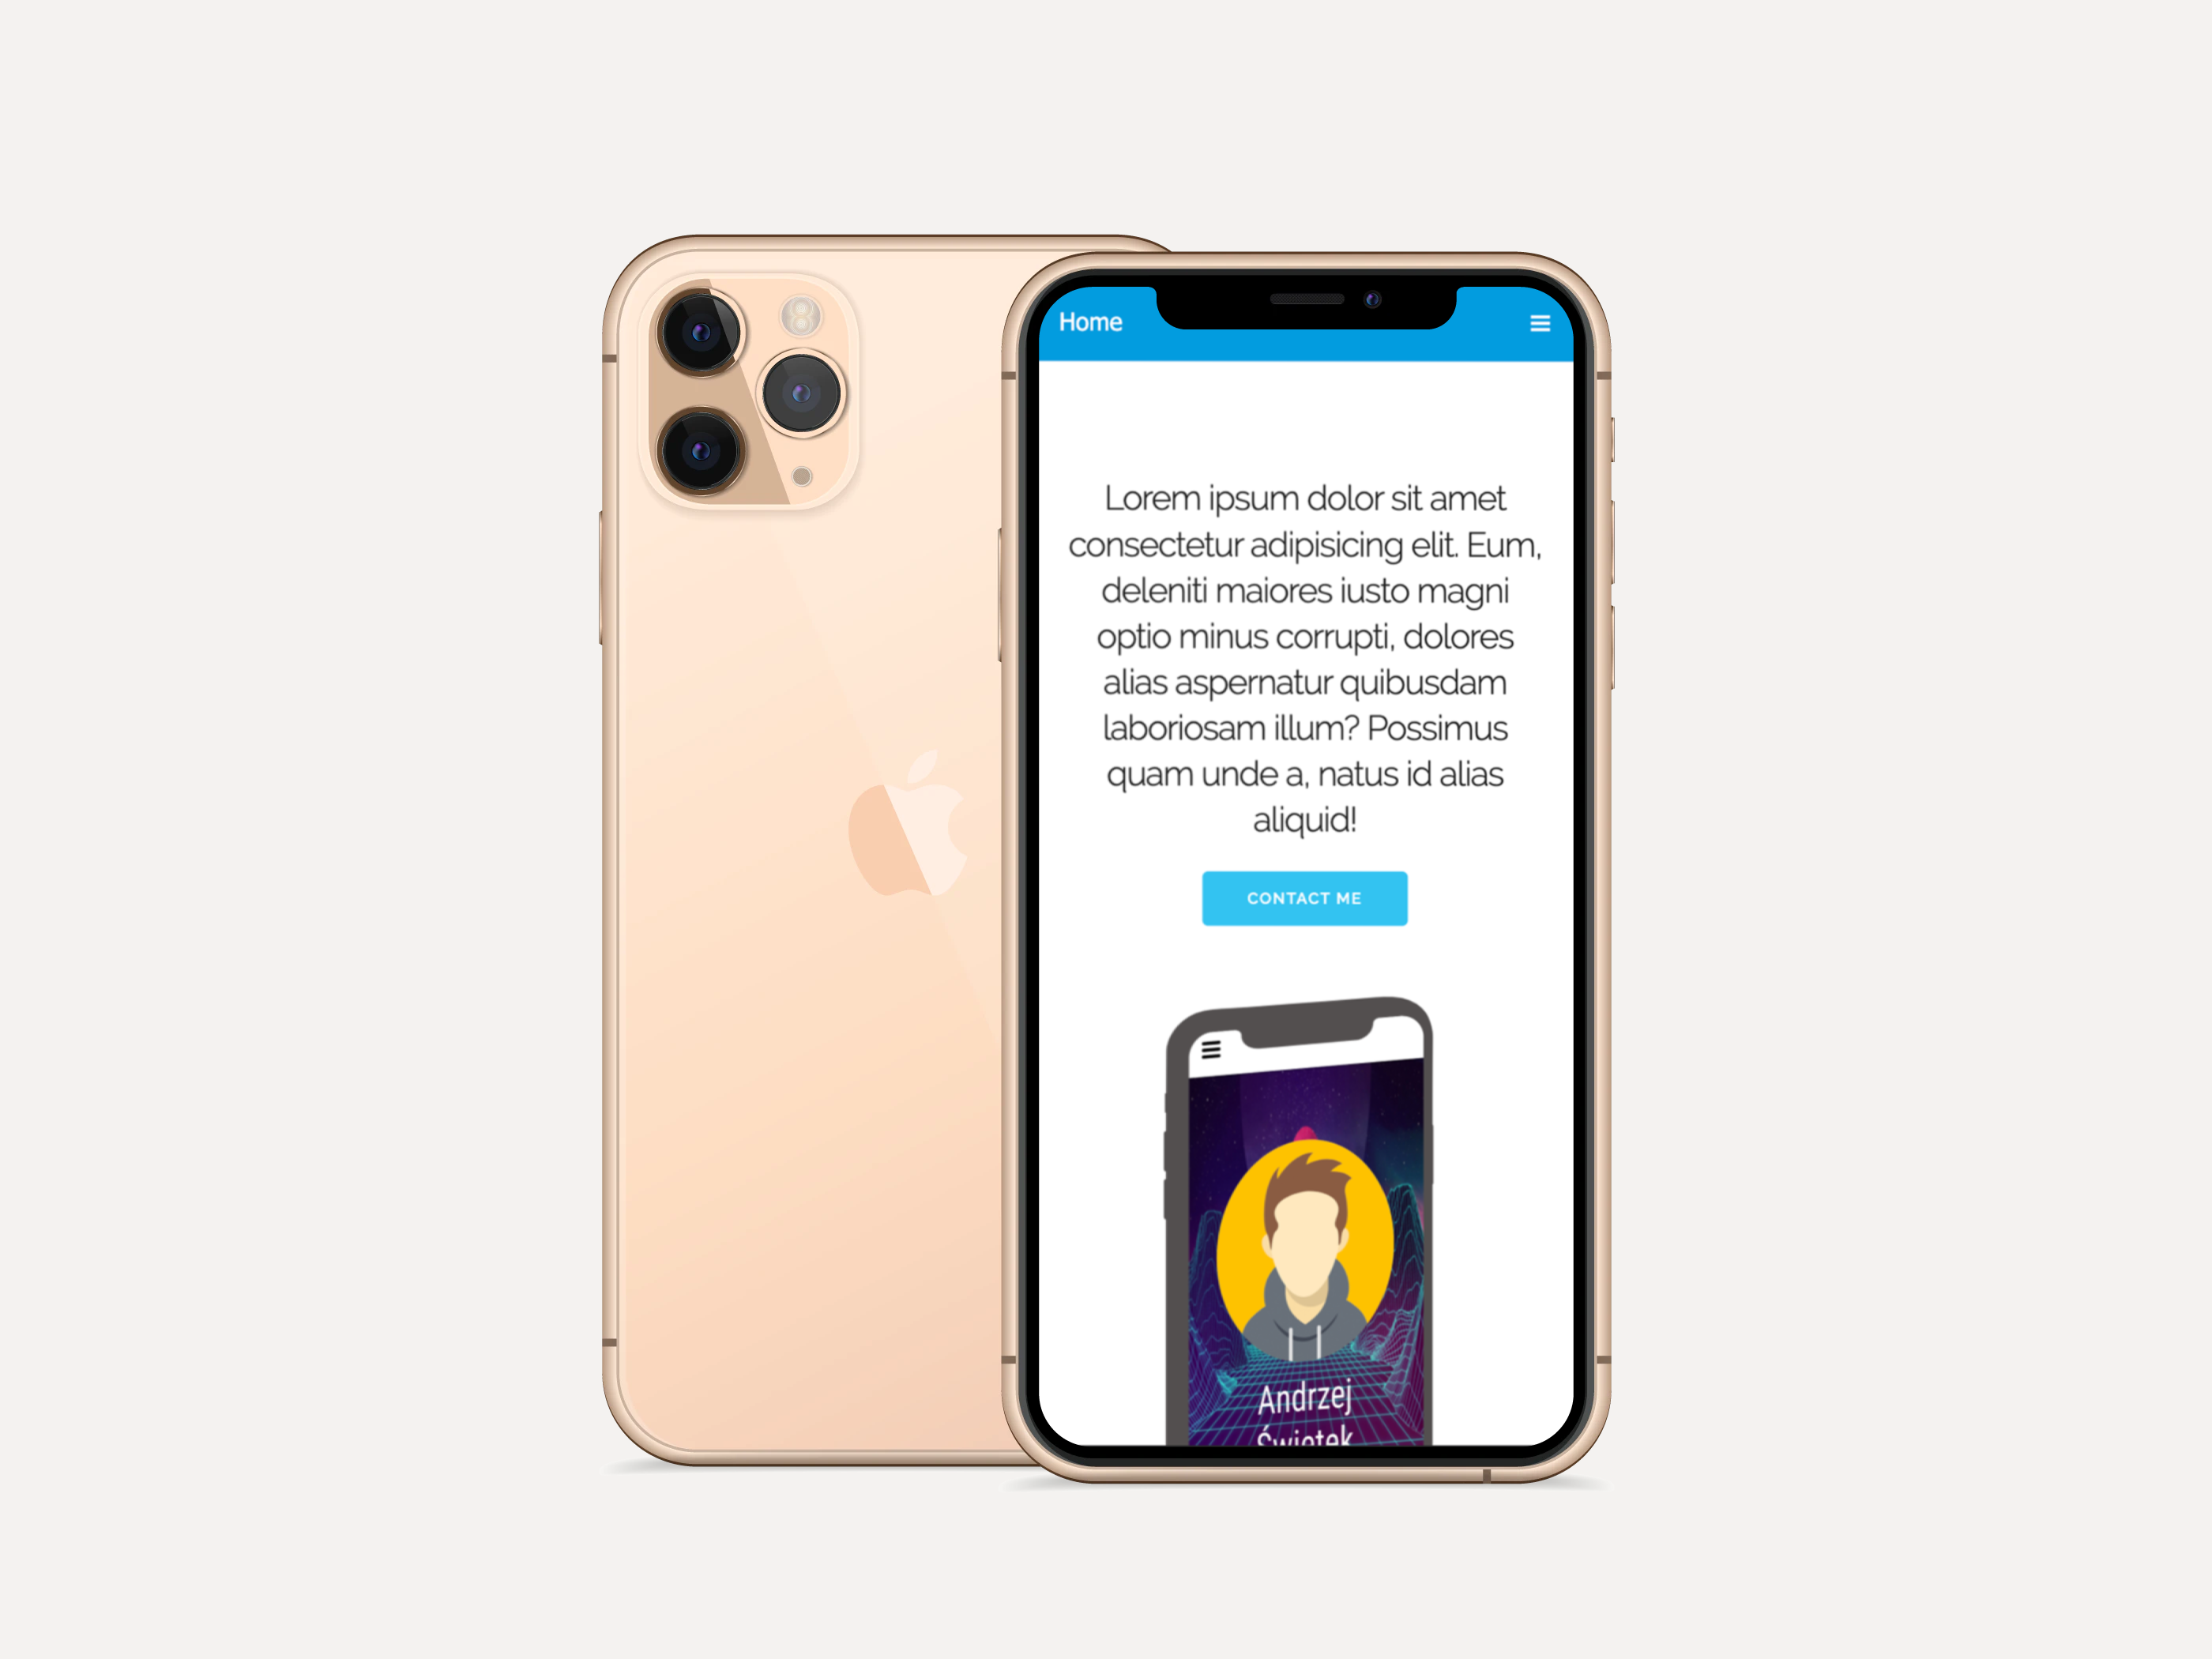 Home
Lorem ipsum dolor sit amet
consectetur adipisicing elit. Eum,
deleniti maiores iusto magni
optio minus corrupti, dolores
alias aspernatur quibusdam
laboriosam illum? Possimus
quam unde a, natus id alias
aliquid!
CONTACT ME
Andrzej
Świętek